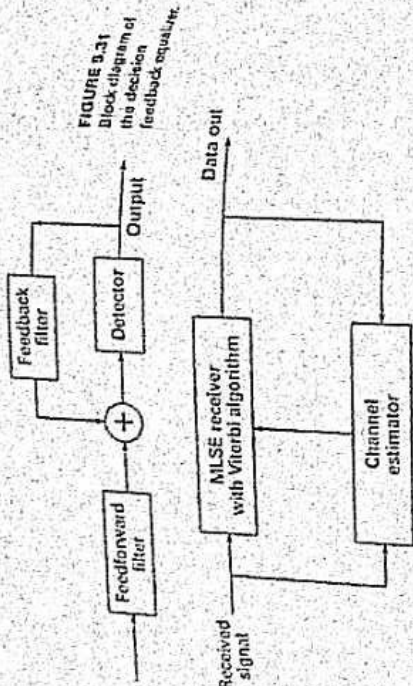 Feedforward
filter
+
Detector
Feedback
filter
Output
FIGURE 9.31
Block diagram of
the decision
feedback equalizer.
Received
signal
MLSE receiver
with Viterbi algorithm
Channel
estimator
Data out